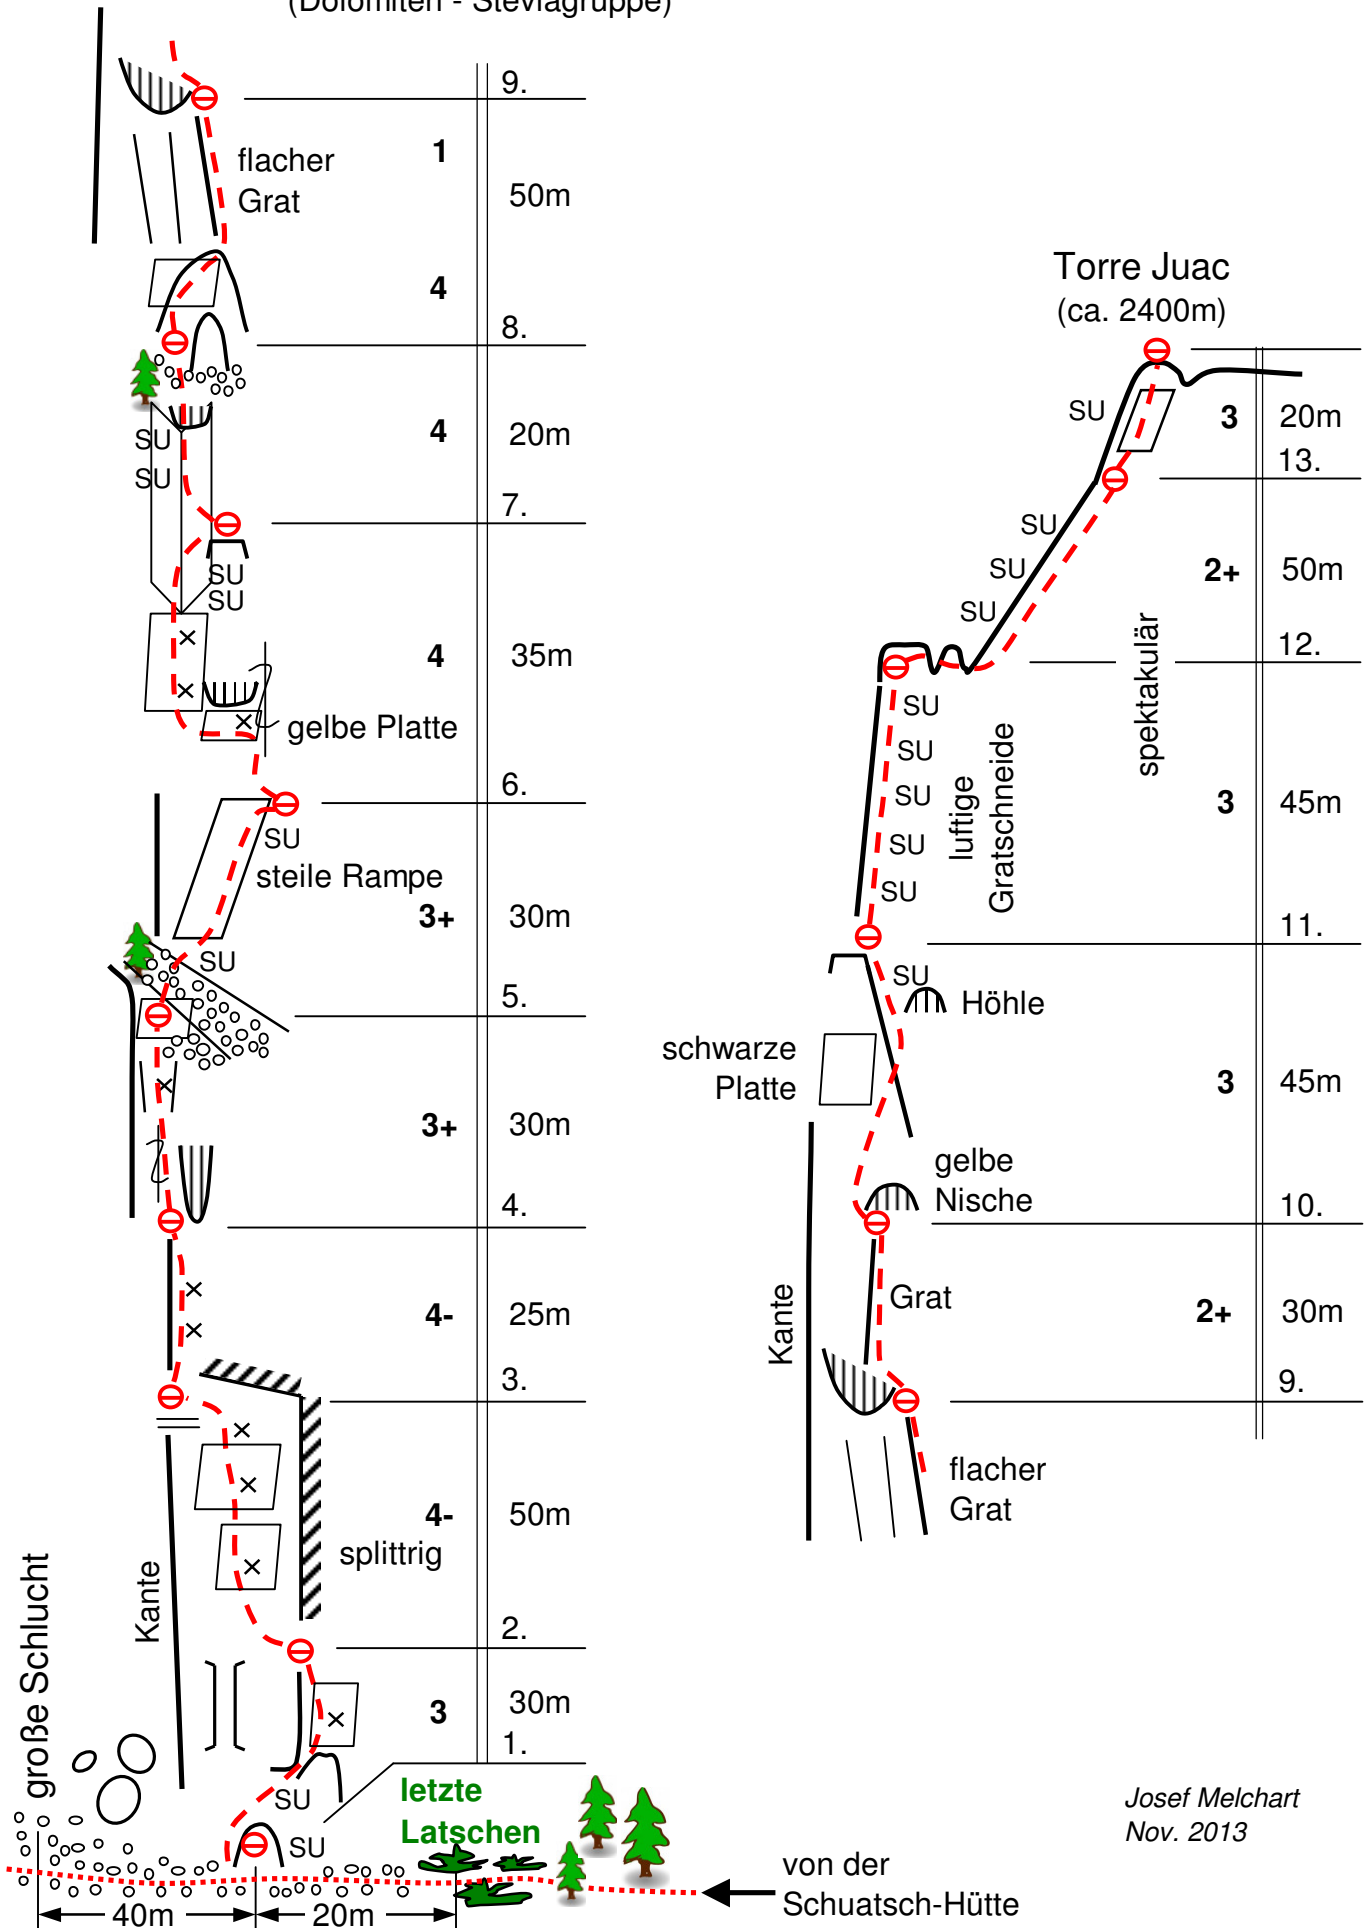 (Dolomiten - Steviagruppe)
9.
1
flacher
Grat
50m
4
8.
4
20m
SU
SU
7.
SU
SU
4
35m
gelbe Platte
6.
SU
steile Rampe
3+
30m
SU
5.
3+
30m
4.
4-
25m
3.
4-
50m
splittrig
Kante
große Schlucht
2.
3
30m
1.
SU
letzte
Latschen
SU
40m
20m
von der
Schuatsch-Hütte
Torre Juac
(ca. 2400m)
SU
3
20m
13.
SU
SU
SU
2+
50m
spektakulär
12.
SU
SU
SU
SU
SU
luftige
Gratschneide
3
45m
11.
SU
Höhle
schwarze
Platte
3
45m
gelbe
Nische
10.
Kante
Grat
2+
30m
9.
flacher
Grat
Josef Melchart
Nov. 2013